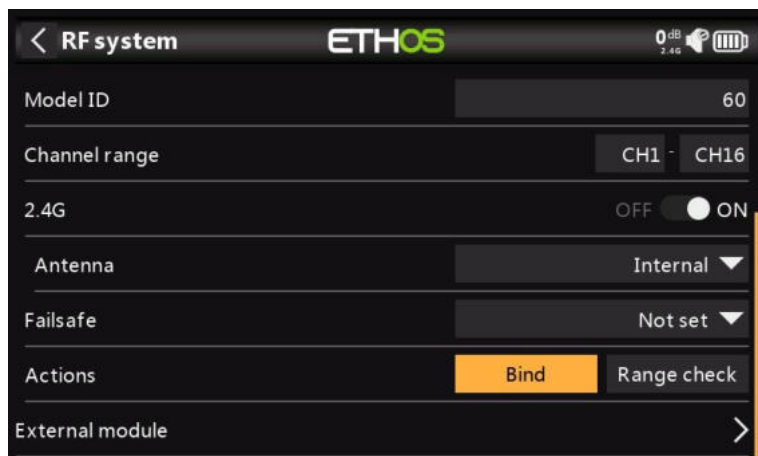 RF system ETHOS 0dB 2.4G
Model ID 60
Channel range CH1 - CH16
2.4G OFF ON
Antenna Internal
Failsafe Not set
Actions Bind Range check
External module